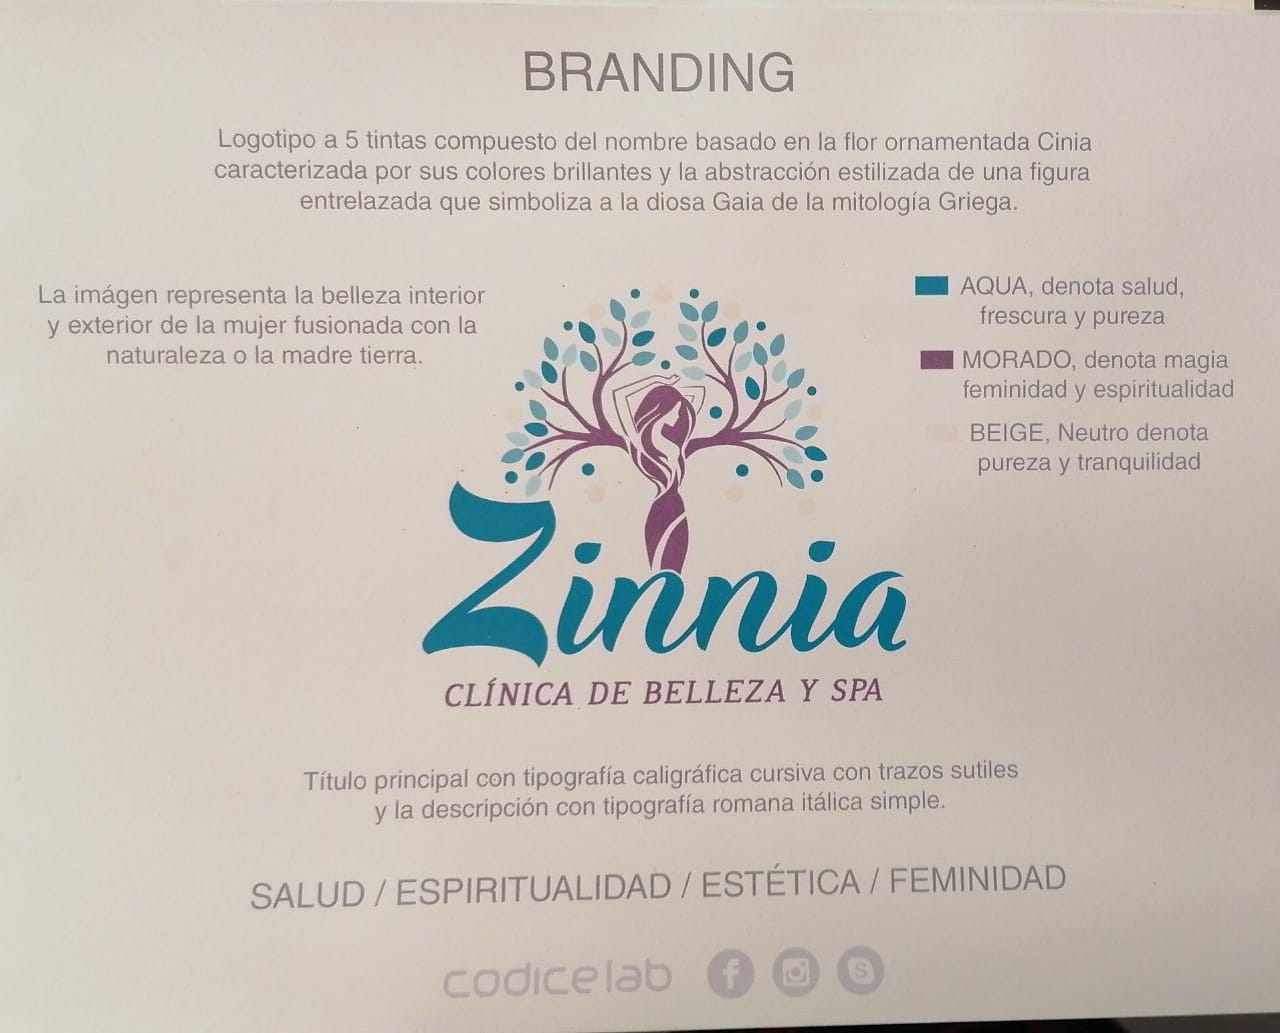 BRANDING
Logotipo a 5 tintas compuesto del nombre basado en la flor ornamentada Cinia
caracterizada por sus colores brillantes y la abstracción estilizada de una figura
entrelazada que simboliza a la diosa Gaia de la mitología Griega.
La imágen representa la belleza interior
y exterior de la mujer fusionada con la
naturaleza o la madre tierra.
AQUA, denota salud,
frescura y pureza
MORADO, denota magia
feminidad y espiritualidad
BEIGE, Neutro denota
pureza y tranquilidad
Zinnia
CLÍNICA DE BELLEZA Y SPA
Título principal con tipografía caligráfica cursiva con trazos sutiles
y la descripción con tipografía romana itálica simple.
SALUD / ESPIRITUALIDAD / ESTÉTICA / FEMINIDAD
codice lab